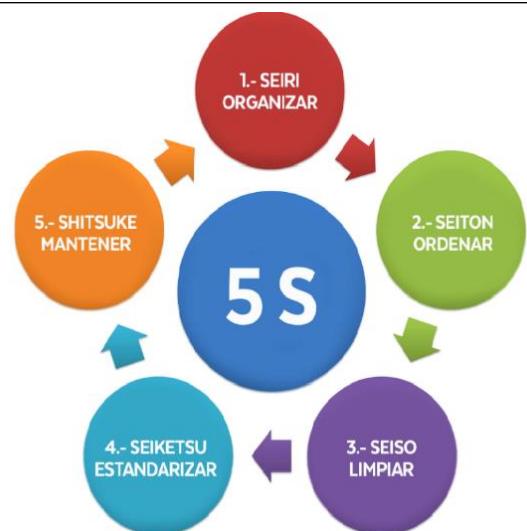 1.- SEIRI
ORGANIZAR
2.- SEITON
ORDENAR
3.- SEISO
LIMPIAR
4.- SEIKETSU
ESTANDARIZAR
5.- SHITSUKE
MANTENER
5 S